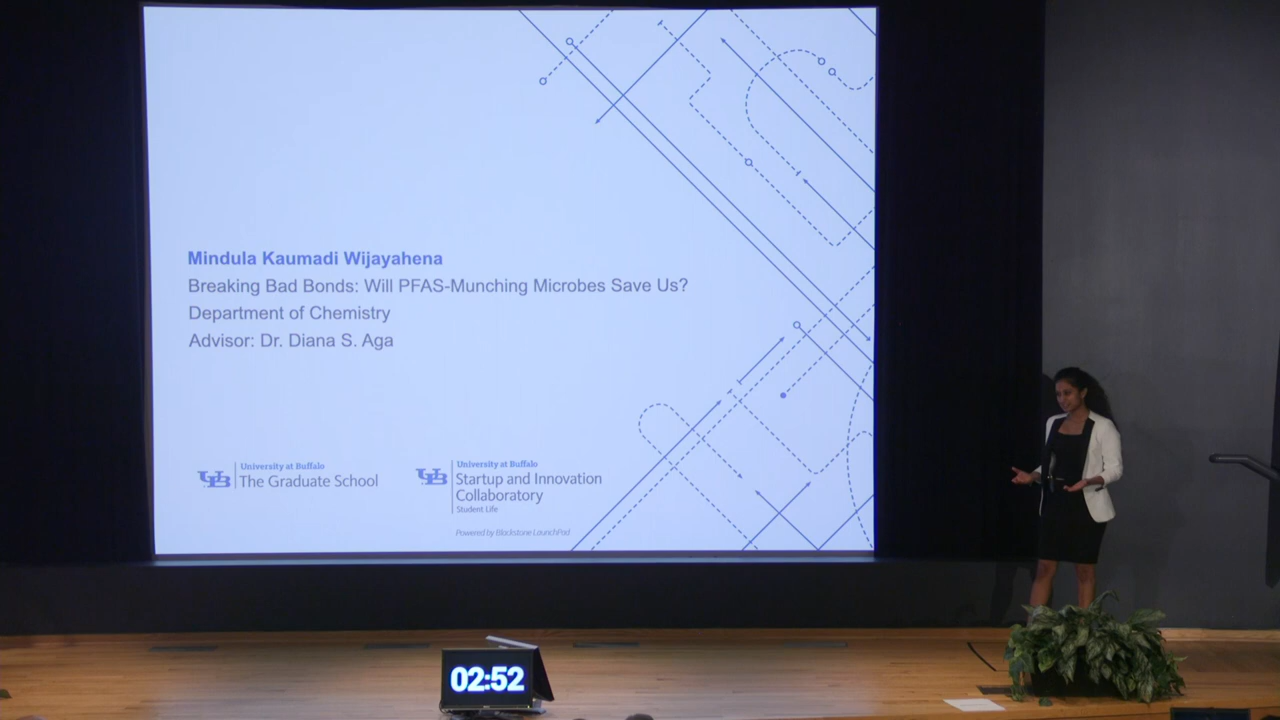 Mindula Kaumadi Wijayahena
Breaking Bad Bonds: Will PFAS-Munching Microbes Save Us?
Department of Chemistry
Advisor: Dr. Diana S. Aga
UB
University at Buffalo
The Graduate School
UB
University at Buffalo
Startup and Innovation
Collaboratory
Student Life
Powered by Blackstone LaunchPad
02:52